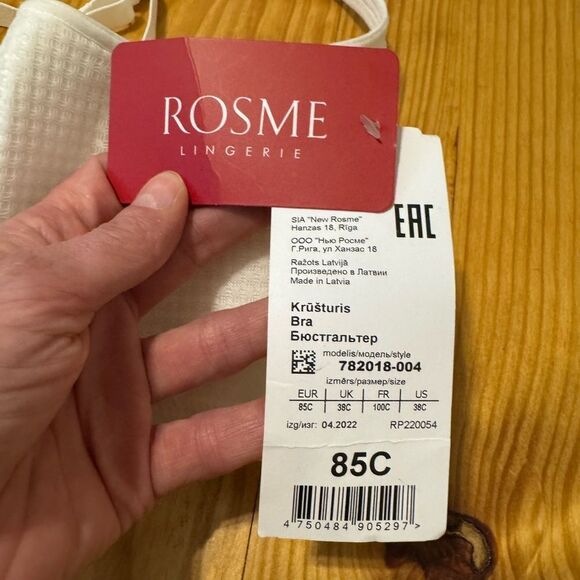 ROSME
LINGERIE
SIA "New Rosme"
Hanzas 18, Rīga
EAC
ООО "Нью Росме"
Г.Рига, ул Ханзас 18
Ražots Latvijā
Произведено в Латвии
Made in Latvia
Krūšturis
Bra
Бюстгальтер
modelis/модель/style
782018-004
izmērs/размер/size
EUR UK FR US
85C 38C 100C 38C
izg/изг: 04.2022 RP220054
85C
4 750484 905297 >